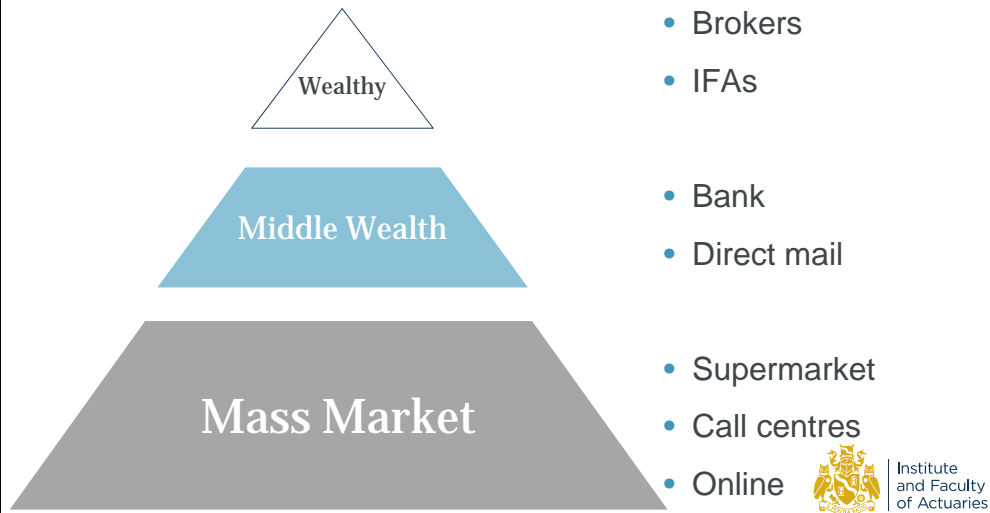 Wealthy
• Brokers
• IFAs
Middle Wealth
• Bank
• Direct mail
Mass Market
• Supermarket
• Call centres
• Online
Institute
and Faculty
of Actuaries